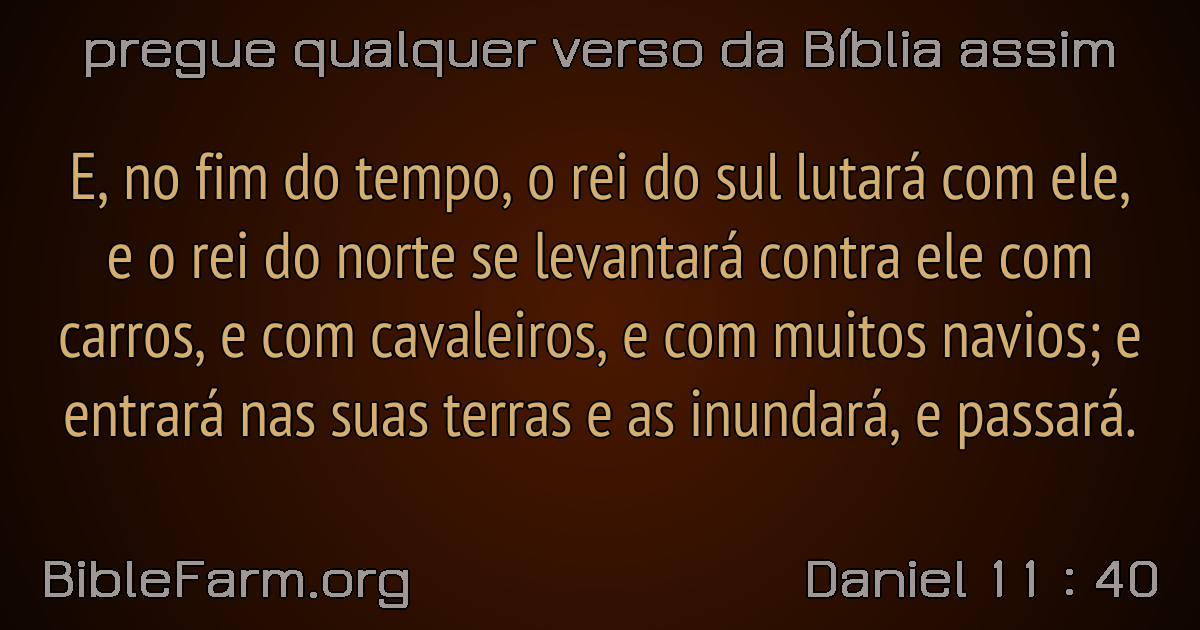 pregue qualquer verso da Bíblia assim
E, no fim do tempo, o rei do sul lutará com ele,
e o rei do norte se levantará contra ele com
carros, e com cavaleiros, e com muitos navios; e
entrará nas suas terras e as inundará, e passará.
BibleFarm.org
Daniel 11 : 40